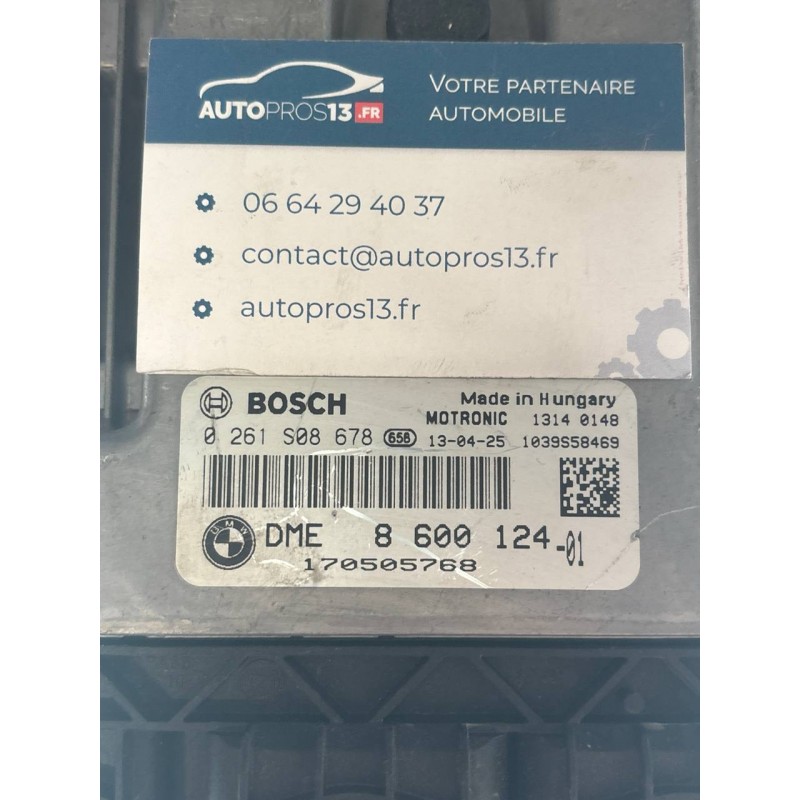 AUTOPROS13.FR
VOTRE PARTENAIRE
AUTOMOBILE
06 64 29 40 37
contact@autopros13.fr
autopros13.fr
BOSCH
Made in Hungary
MOTRONIC 1314 0148
0 261 S08 678 658 13-04-25 1039S58469
BMW DME 8 600 124-01
170505768